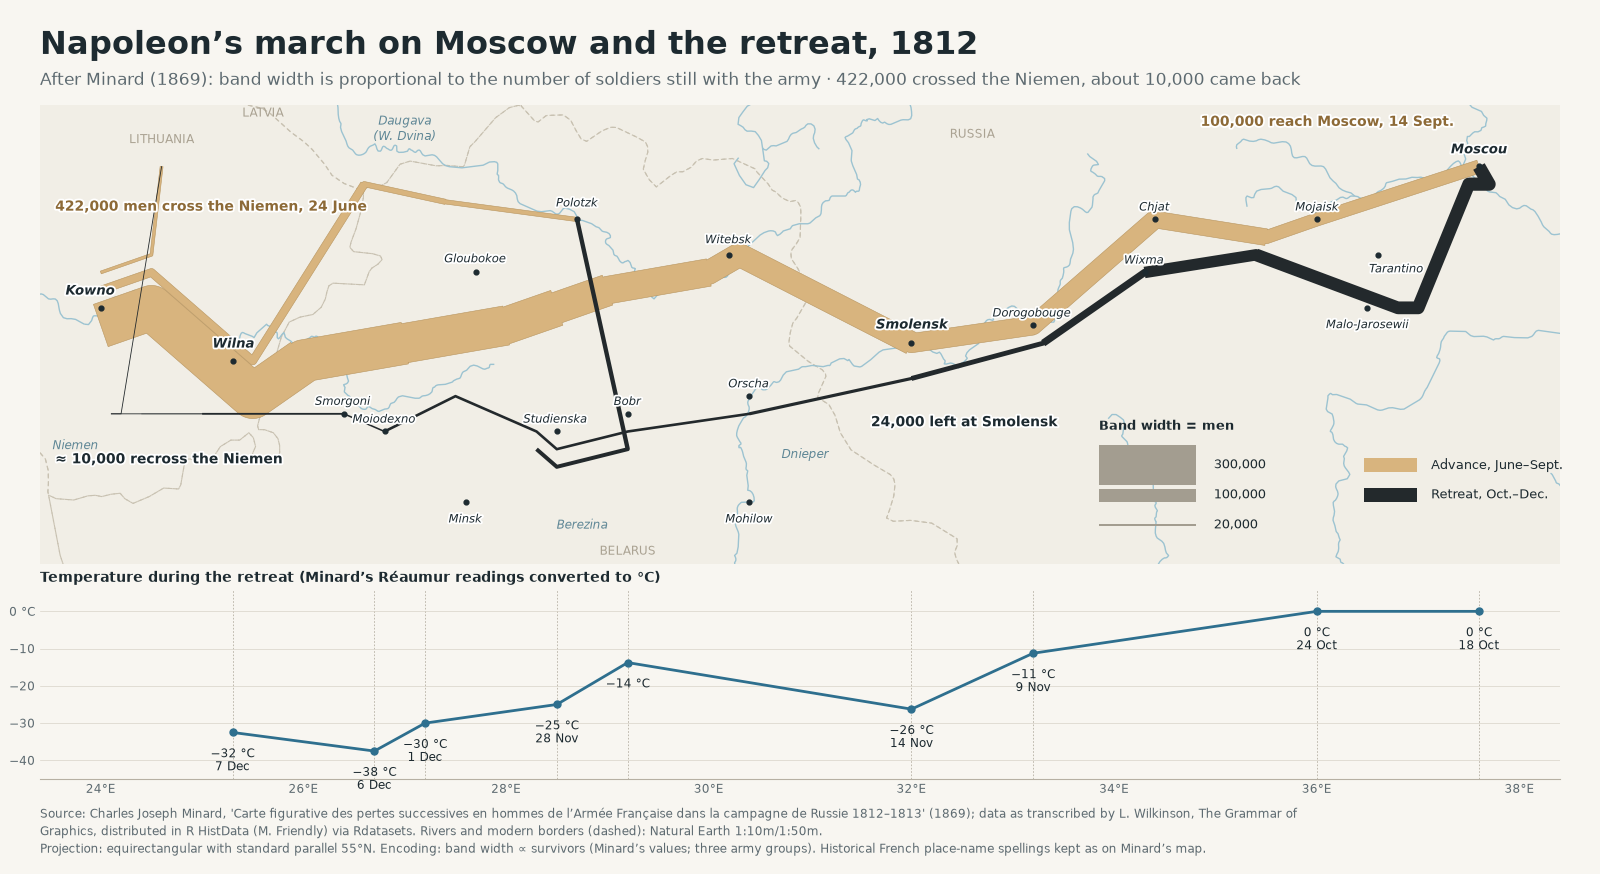 Napoleon’s march on Moscow and the retreat, 1812
After Minard (1869): band width is proportional to the number of soldiers still with the army · 422,000 crossed the Niemen, about 10,000 came back
LATVIA
LITHUANIA
Daugava
(W. Dvina)
RUSSIA
100,000 reach Moscow, 14 Sept.
Moscou
422,000 men cross the Niemen, 24 June
Polotzk
Chjat
Mojaisk
Witebsk
Gloubokoe
Wixma
Tarantino
Kowno
Dorogobouge
Smolensk
Malo-Jarosewii
Wilna
Orscha
Smorgoni
Bobr
Moiodexno
Studienska
24,000 left at Smolensk
Niemen
≈ 10,000 recross the Niemen
Dnieper
Minsk
Berezina
Mohilow
BELARUS
Band width = men
300,000
100,000
20,000
Advance, June–Sept.
Retreat, Oct.–Dec.
Temperature during the retreat (Minard’s Réaumur readings converted to °C)
0 °C
−10
−20
−30
−40
−32 °C
7 Dec
−38 °C
6 Dec
−30 °C
1 Dec
−25 °C
28 Nov
−14 °C
−26 °C
14 Nov
−11 °C
9 Nov
0 °C
24 Oct
0 °C
18 Oct
24°E
26°E
28°E
30°E
32°E
34°E
36°E
38°E
Source: Charles Joseph Minard, 'Carte figurative des pertes successives en hommes de l’Armée Française dans la campagne de Russie 1812–1813' (1869); data as transcribed by L. Wilkinson, The Grammar of
Graphics, distributed in R HistData (M. Friendly) via Rdatasets. Rivers and modern borders (dashed): Natural Earth 1:10m/1:50m.
Projection: equirectangular with standard parallel 55°N. Encoding: band width ∝ survivors (Minard’s values; three army groups). Historical French place-name spellings kept as on Minard’s map.